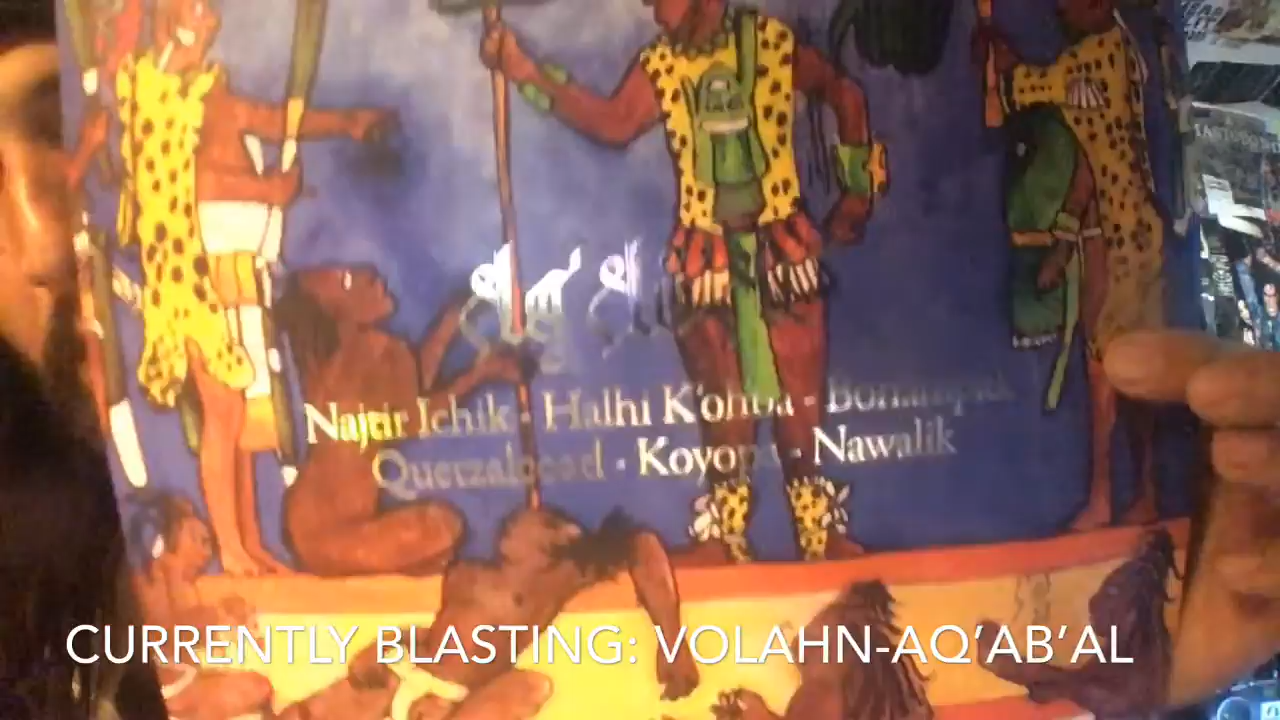 Najtir Ichik - Halhi K'ohba - Bonampak
Quetzalcoatl - Koyopa - Nawalik
CURRENTLY BLASTING: VOLAHN-AQ'AB'AL